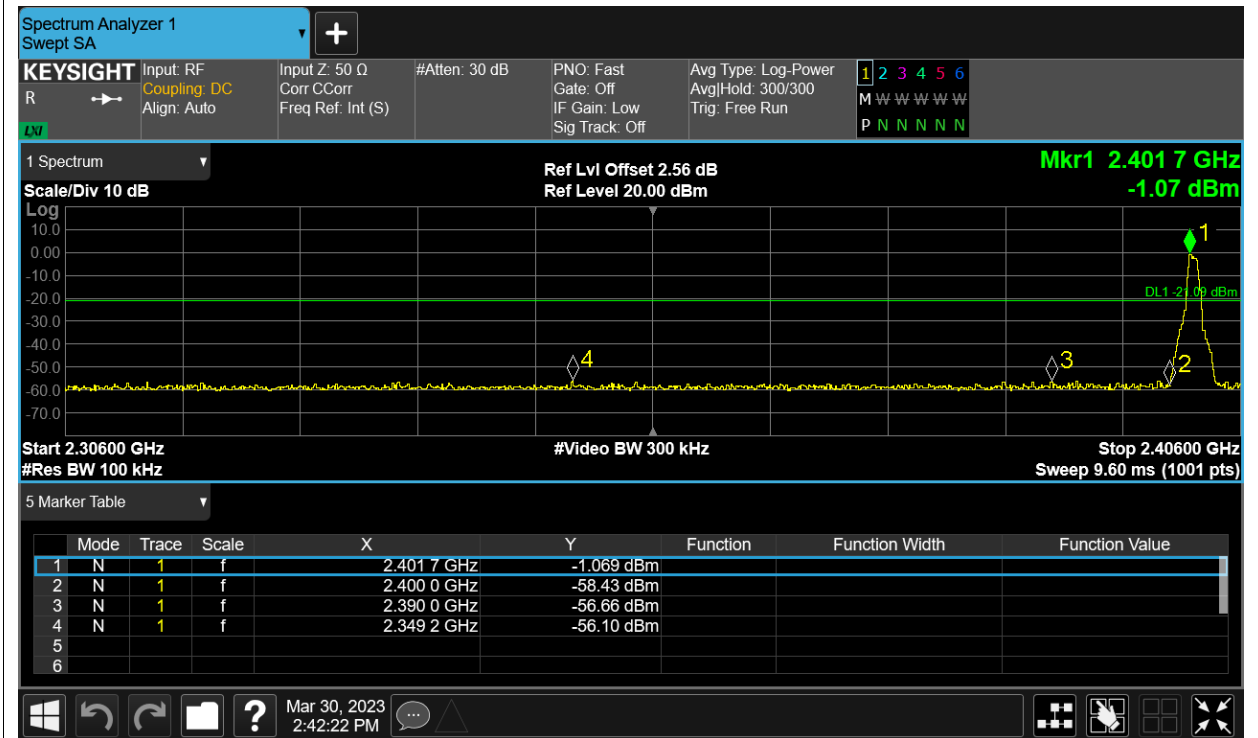 Spectrum Analyzer 1
Swept SA
+
KEYSIGHT
R
LXI
Input: RF
Coupling: DC
Align: Auto
Input Z: 50 Ω
Corr CCorr
Freq Ref: Int (S)
#Atten: 30 dB
PNO: Fast
Gate: Off
IF Gain: Low
Sig Track: Off
Avg Type: Log-Power
Avg|Hold: 300/300
Trig: Free Run
1 2 3 4 5 6
M W W W W W
P N N N N N
1 Spectrum
Scale/Div 10 dB
Ref Lvl Offset 2.56 dB
Ref Level 20.00 dBm
Mkr1 2.401 7 GHz
-1.07 dBm
Log
10.0
0.00
-10.0
-20.0
-30.0
-40.0
-50.0
-60.0
-70.0
1
DL1 -21.09 dBm
4
3
2
Start 2.30600 GHz
#Video BW 300 kHz
Stop 2.40600 GHz
#Res BW 100 kHz
Sweep 9.60 ms (1001 pts)
5 Marker Table
Mode Trace Scale X Y Function Function Width Function Value
1 N 1 f 2.401 7 GHz -1.069 dBm
2 N 1 f 2.400 0 GHz -58.43 dBm
3 N 1 f 2.390 0 GHz -56.66 dBm
4 N 1 f 2.349 2 GHz -56.10 dBm
5
6
?
Mar 30, 2023
2:42:22 PM